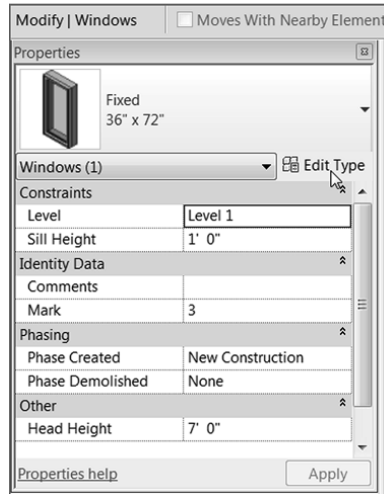 Modify | Windows Moves With Nearby Element
Properties
Fixed
36" x 72"
Windows (1) Edit Type
Constraints
Level Level 1
Sill Height 1' 0"
Identity Data
Comments
Mark 3
Phasing
Phase Created New Construction
Phase Demolished None
Other
Head Height 7' 0"
Properties help Apply